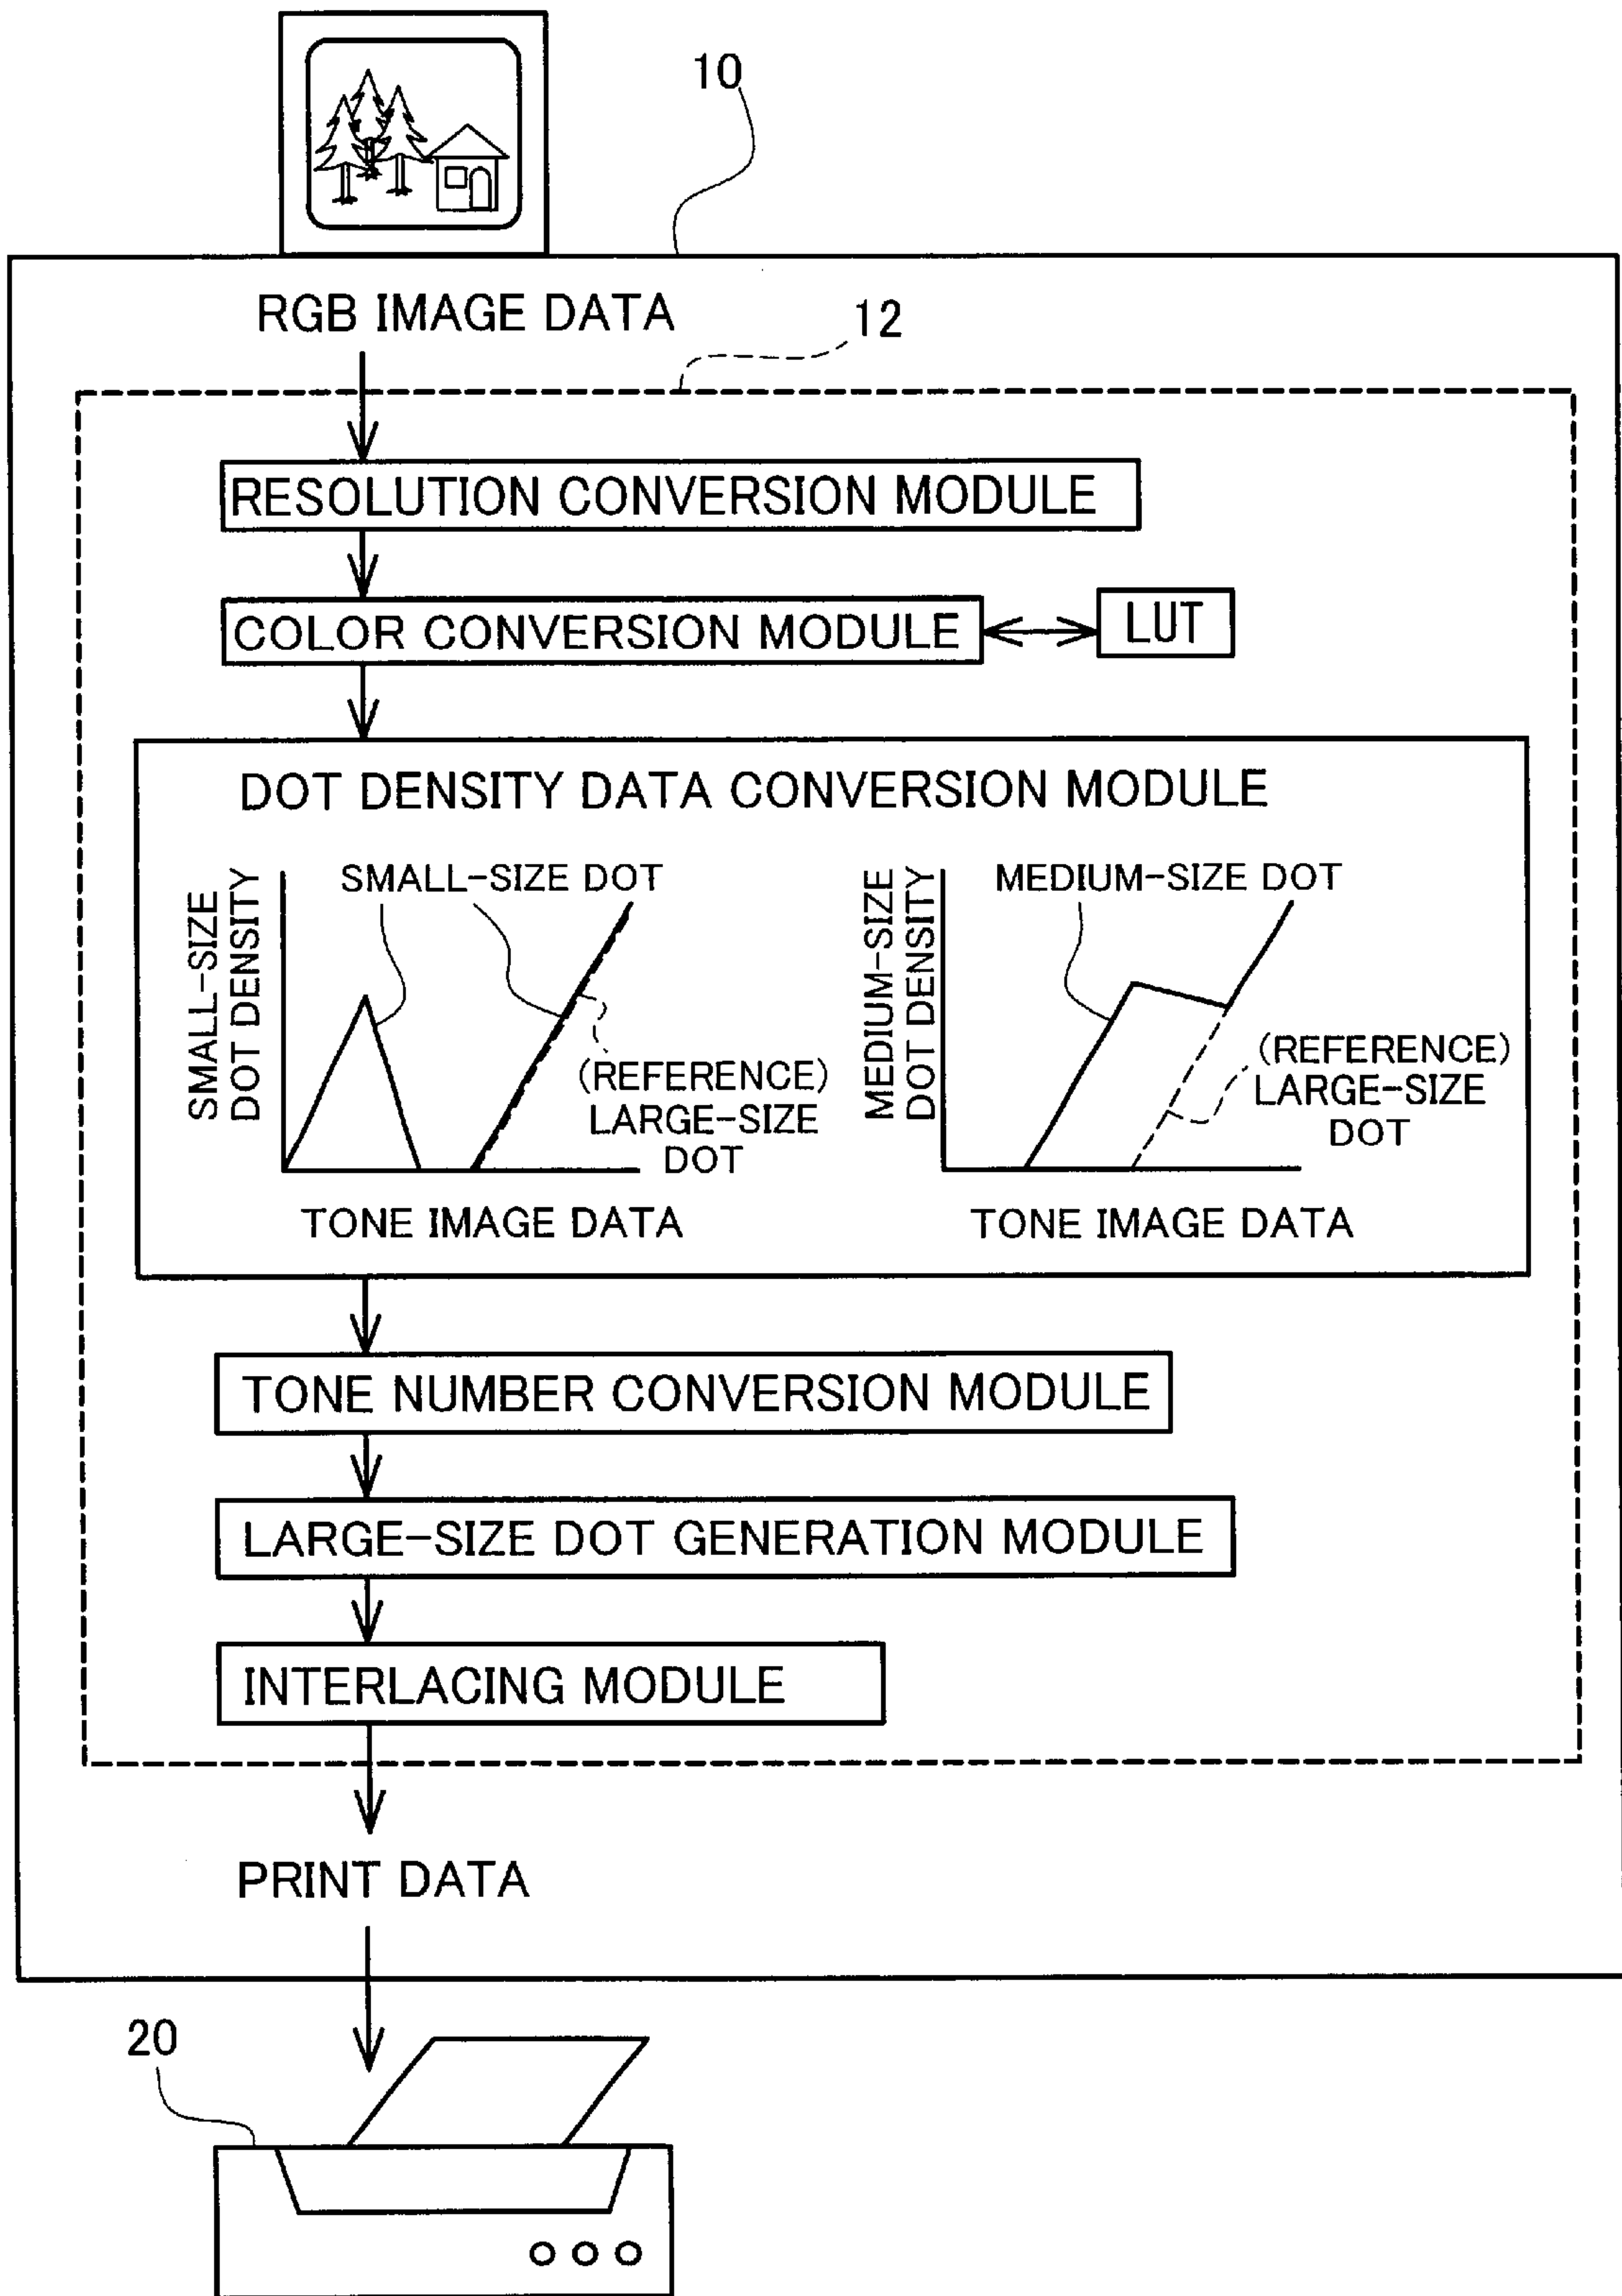 10
RGB IMAGE DATA
12
RESOLUTION CONVERSION MODULE
COLOR CONVERSION MODULE
LUT
DOT DENSITY DATA CONVERSION MODULE
SMALL-SIZE
DOT DENSITY
SMALL-SIZE DOT
(REFERENCE)
LARGE-SIZE
DOT
TONE IMAGE DATA
MEDIUM-SIZE
DOT DENSITY
MEDIUM-SIZE DOT
(REFERENCE)
LARGE-SIZE
DOT
TONE IMAGE DATA
TONE NUMBER CONVERSION MODULE
LARGE-SIZE DOT GENERATION MODULE
INTERLACING MODULE
PRINT DATA
20